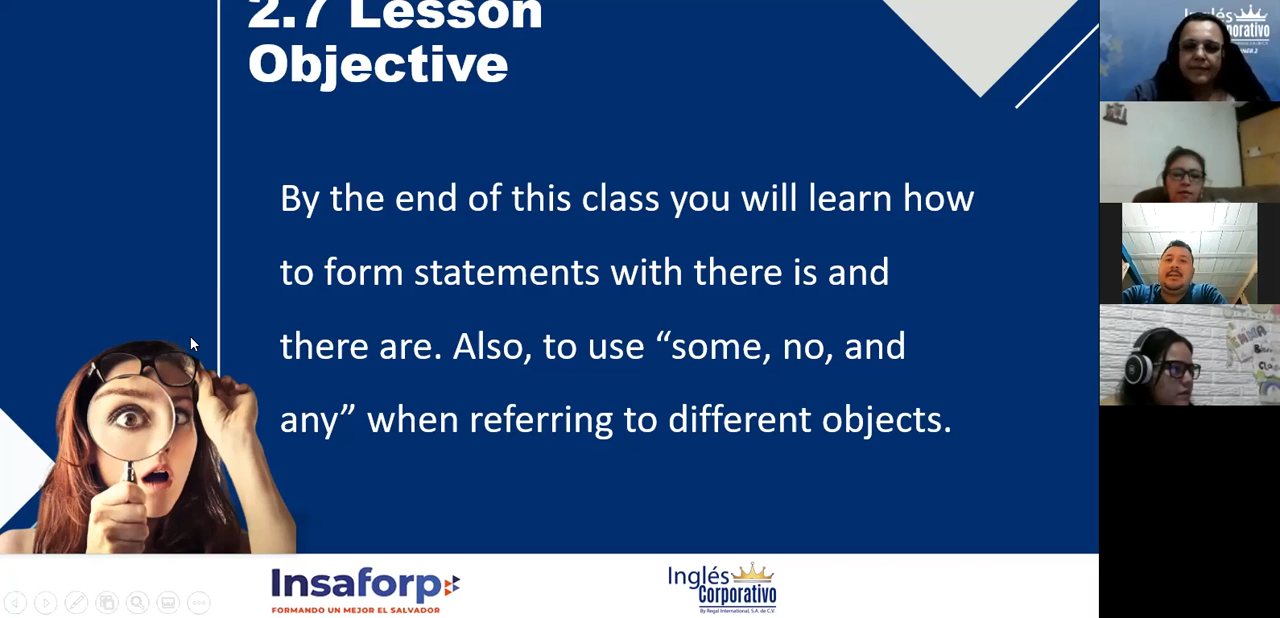 2.7 Lesson
Objective
By the end of this class you will learn how
to form statements with there is and
there are. Also, to use “some, no, and
any” when referring to different objects.
Insaforp
FORMANDO UN MEJOR EL SALVADOR
Inglés
Corporativo
By Regal International, S.A. de C.V.
Inglés